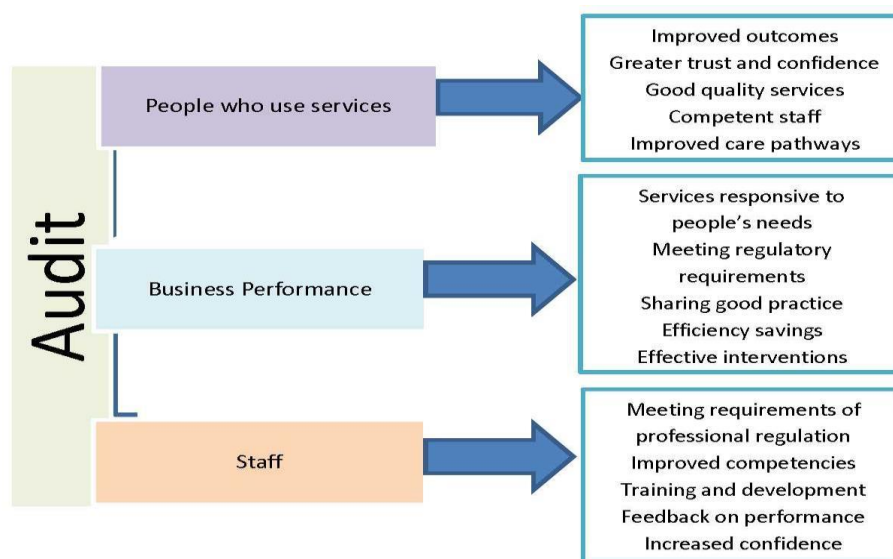 Audit
People who use services
Improved outcomes
Greater trust and confidence
Good quality services
Competent staff
Improved care pathways
Business Performance
Services responsive to
people’s needs
Meeting regulatory
requirements
Sharing good practice
Efficiency savings
Effective interventions
Staff
Meeting requirements of
professional regulation
Improved competencies
Training and development
Feedback on performance
Increased confidence